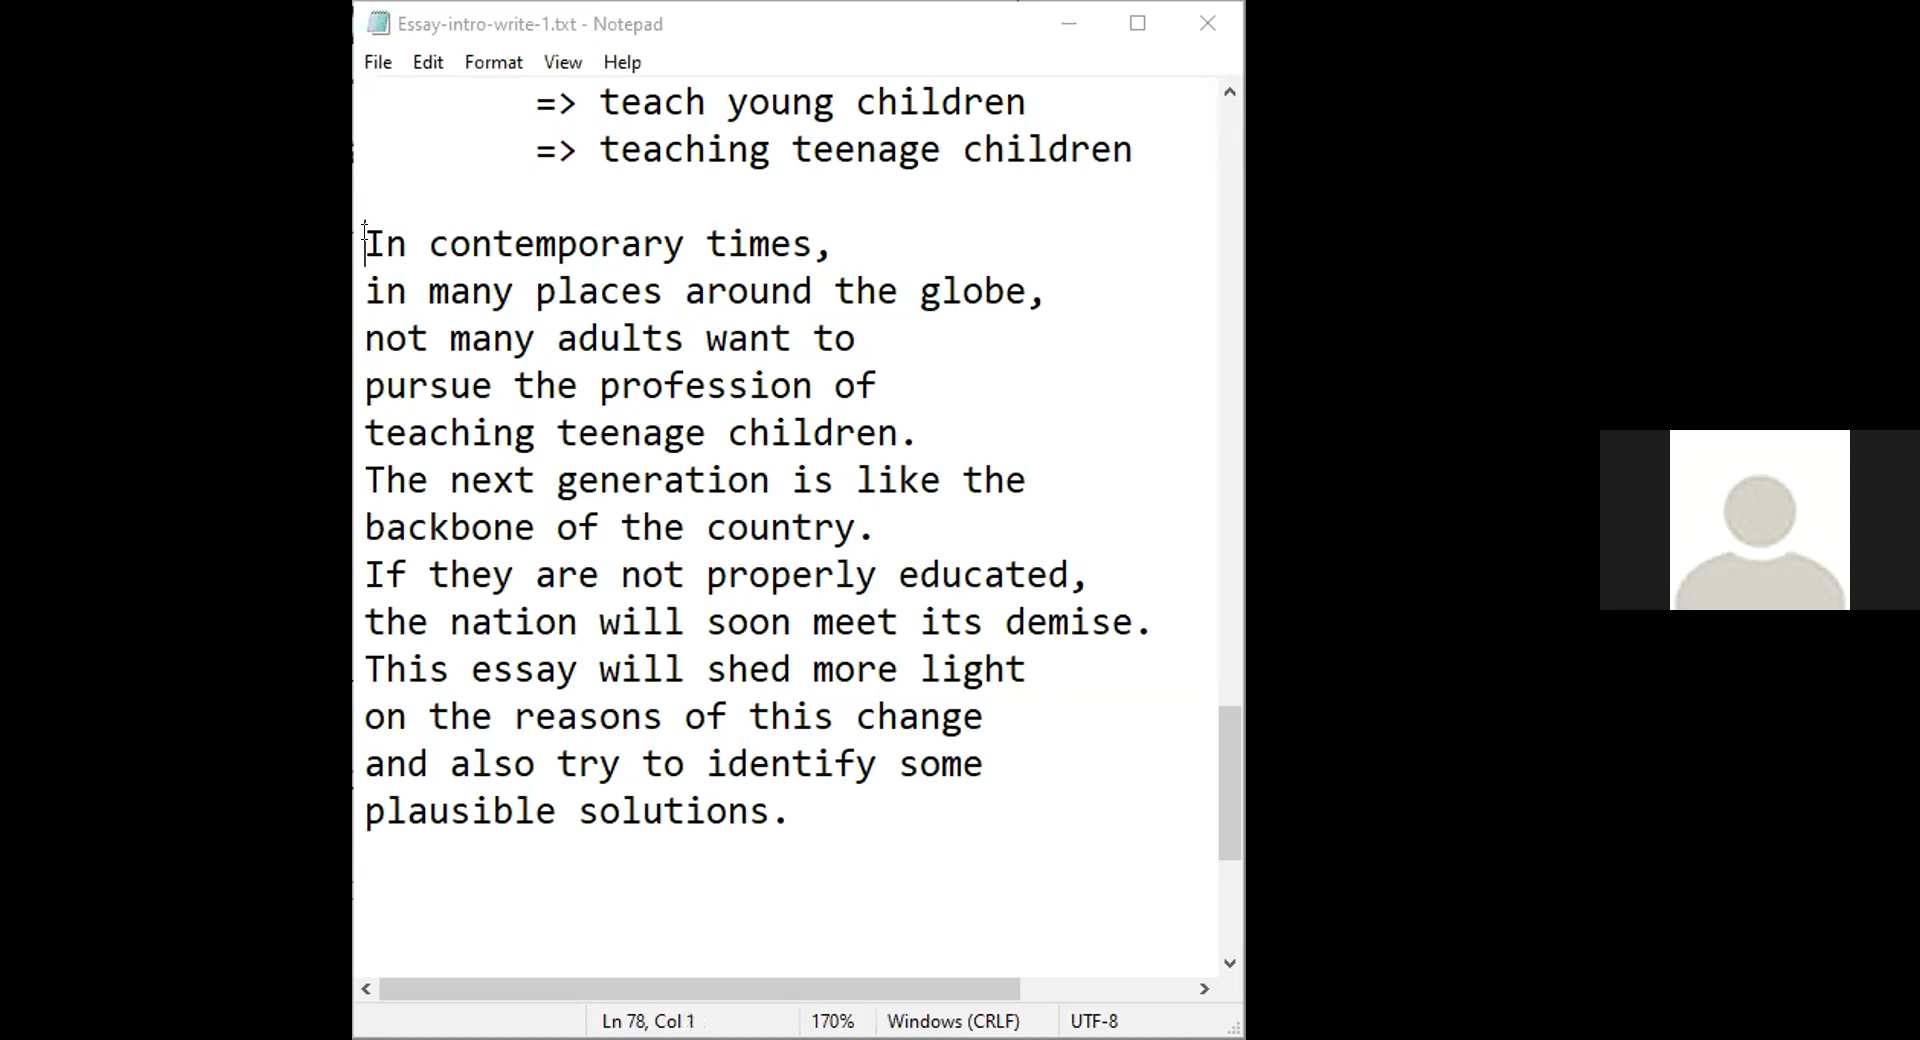 Essay-intro-write-1.txt - Notepad
File Edit Format View Help
=> teach young children
=> teaching teenage children
In contemporary times,
in many places around the globe,
not many adults want to
pursue the profession of
teaching teenage children.
The next generation is like the
backbone of the country.
If they are not properly educated,
the nation will soon meet its demise.
This essay will shed more light
on the reasons of this change
and also try to identify some
plausible solutions.
Ln 78, Col 1 170% Windows (CRLF) UTF-8